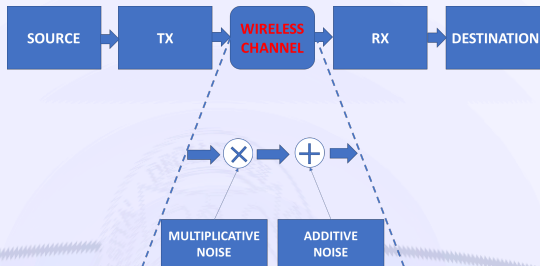 SOURCE
TX
WIRELESS
CHANNEL
RX
DESTINATION
MULTIPLICATIVE
NOISE
ADDITIVE
NOISE